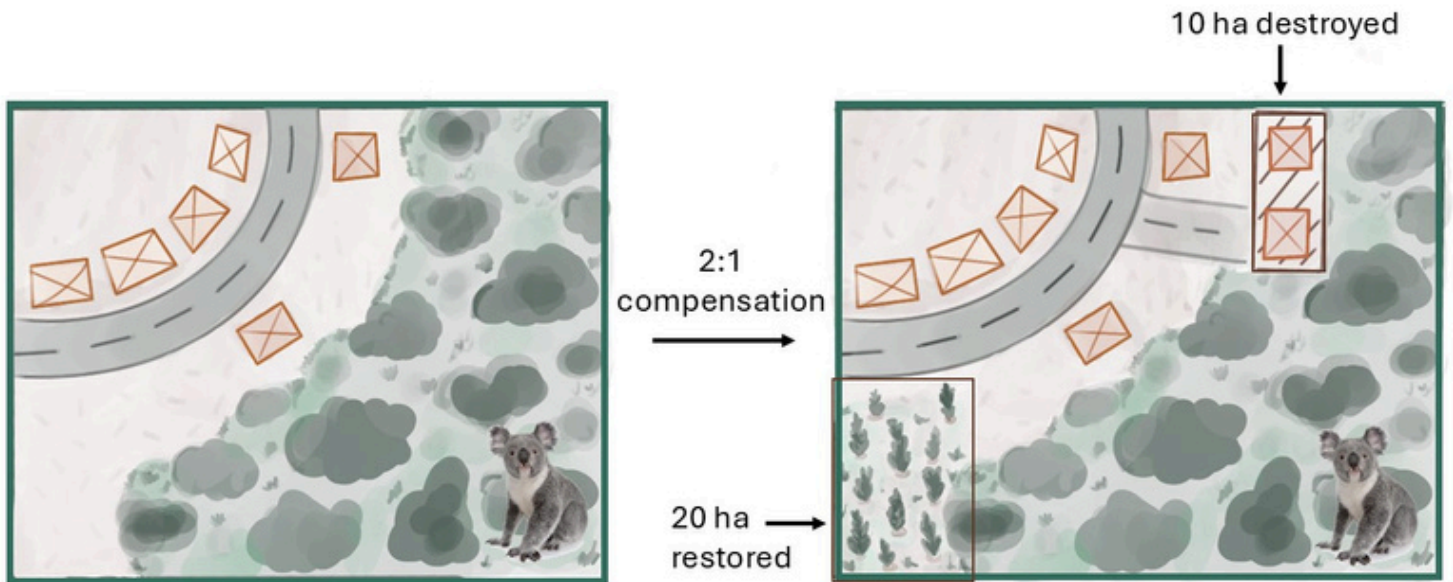 10 ha destroyed
2:1
compensation
20 ha
restored